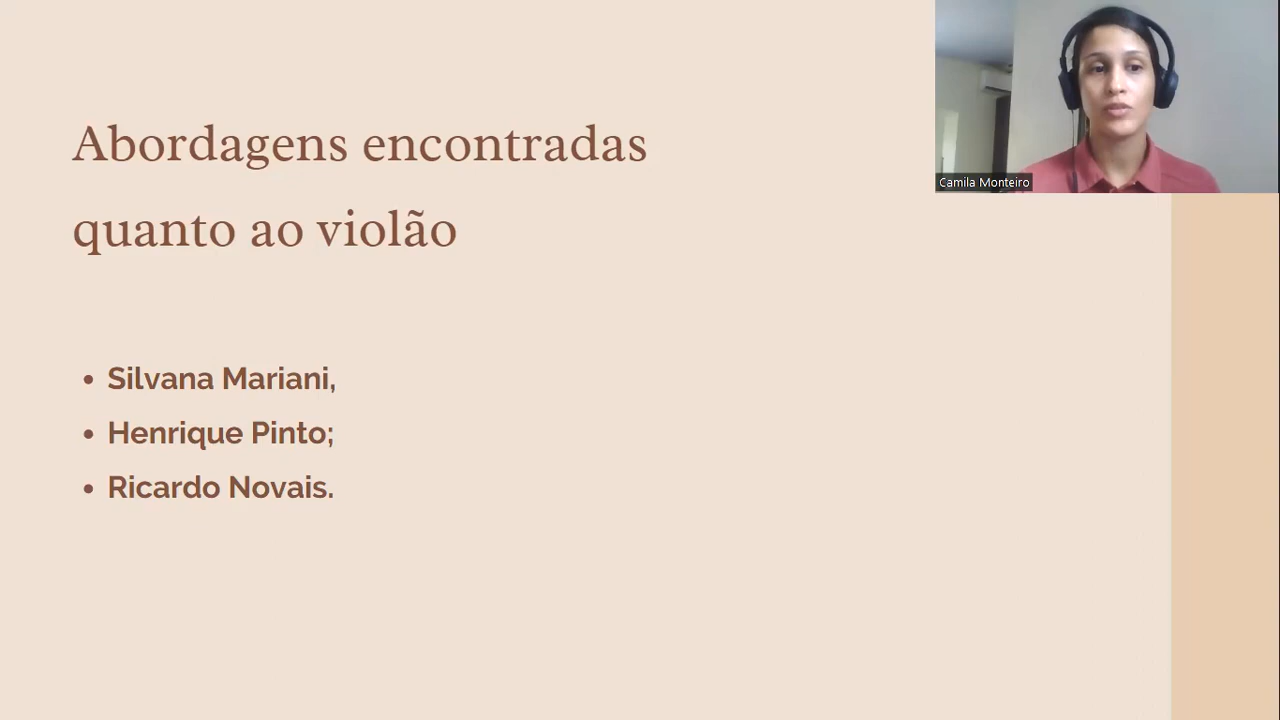 Abordagens encontradas
quanto ao violão
Silvana Mariani,
Henrique Pinto;
Ricardo Novais.
Camila Monteiro